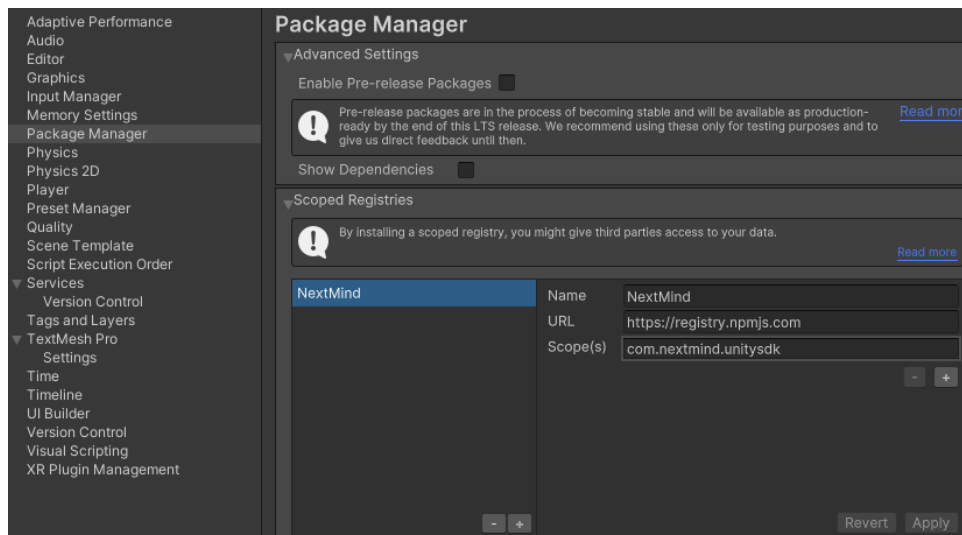 Adaptive Performance
Audio
Editor
Graphics
Input Manager
Memory Settings
Package Manager
Physics
Physics 2D
Player
Preset Manager
Quality
Scene Template
Script Execution Order
Services
Version Control
Tags and Layers
TextMesh Pro
Settings
Time
Timeline
UI Builder
Version Control
Visual Scripting
XR Plugin Management
Package Manager
Advanced Settings
Enable Pre-release Packages
Pre-release packages are in the process of becoming stable and will be available as production-
ready by the end of this LTS release. We recommend using these only for testing purposes and to
give us direct feedback until then.
Read mor
Show Dependencies
Scoped Registries
By installing a scoped registry, you might give third parties access to your data.
Read more
NextMind
Name NextMind
URL https://registry.npmjs.com
Scope(s) com.nextmind.unitysdk
- +
- +
Revert Apply